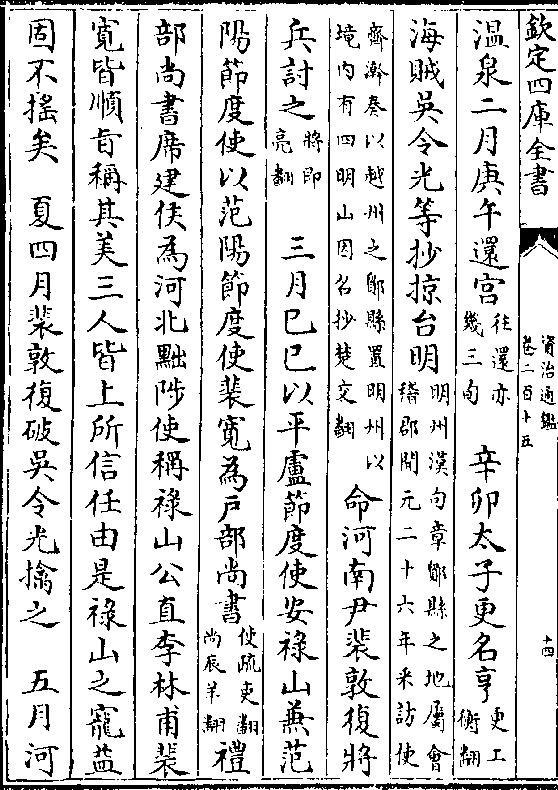 欽定四庫全書
資治通鑑
卷二百十五
十四
温泉二月庚午還宮往還亦幾三旬 辛卯太子更名亨更工衡翻
海賊吳令光等抄掠台明明州漢句章鄮縣之地屬會稽郡開元二十六年采訪使
齊澣奏以越州之鄮縣置明州以境内有四明山因名抄楚交翻命河南尹裴敦復將
兵討之將即亮翻 三月己巳以平盧節度使安祿山兼范
陽節度使以范陽節度使裴寛為戶部尚書使疏吏翻尚辰羊翻禮
部尚書席建侯為河北黜陟使稱祿山公直李林甫裴
寛皆順旨稱其美三人皆上所信任由是祿山之寵益
固不搖矣 夏四月裴敦復破吳令光擒之 五月河